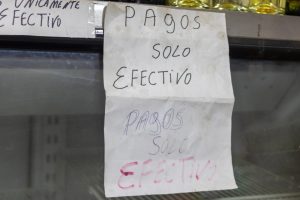 UNICAMENTE
EFECTIVO
PAGOS
SOLO
EFECTIVO
PAGOS
SOLO
EFECTIVO